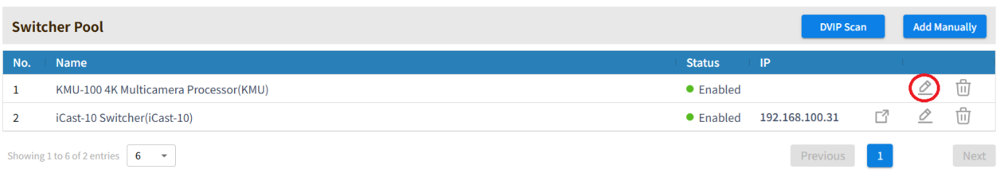 Switcher Pool DVIP Scan Add Manually
No. Name Status IP
1 KMU-100 4K Multicamera Processor(KMU) Enabled
2 iCast-10 Switcher(iCast-10) Enabled 192.168.100.31
Showing 1 to 6 of 2 entries 6 Previous 1 Next